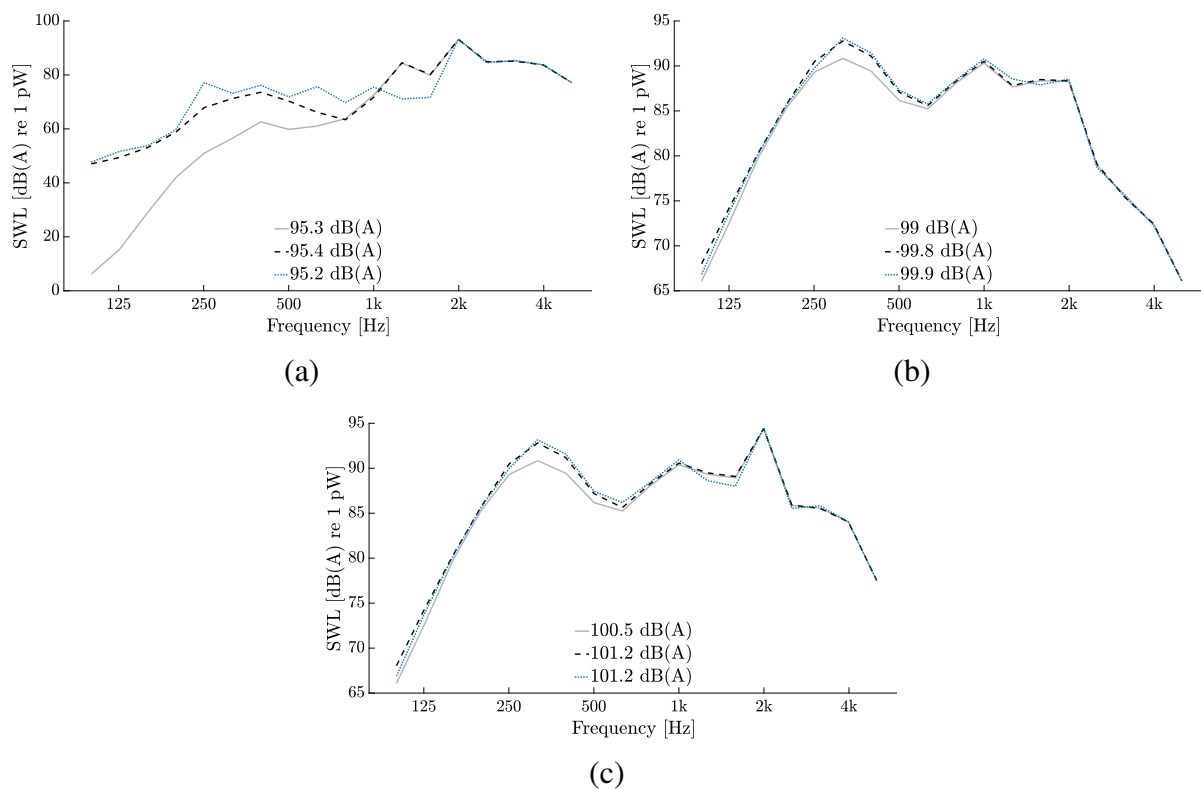 100
80
60
40
20
0
SWL [dB(A) re 1 pW]
95.3 dB(A)
95.4 dB(A)
95.2 dB(A)
125 250 500 1k 2k 4k
Frequency [Hz]
(a)
95
90
85
80
75
70
65
SWL [dB(A) re 1 pW]
99 dB(A)
99.8 dB(A)
99.9 dB(A)
125 250 500 1k 2k 4k
Frequency [Hz]
(b)
95
90
85
80
75
70
65
SWL [dB(A) re 1 pW]
100.5 dB(A)
101.2 dB(A)
101.2 dB(A)
125 250 500 1k 2k 4k
Frequency [Hz]
(c)